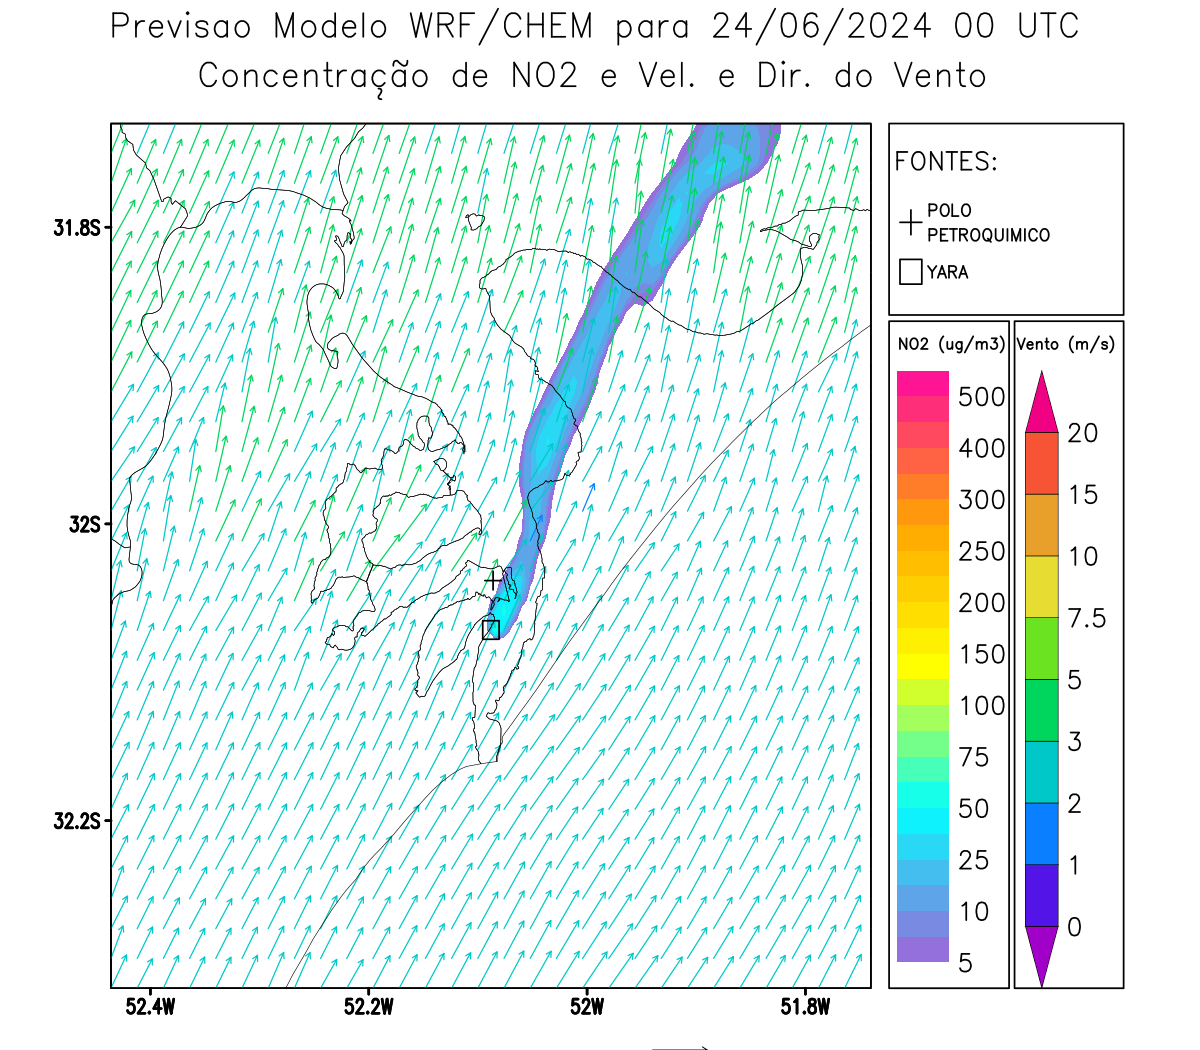 Previsao Modelo WRF/CHEM para 24/06/2024 00 UTC
Concentração de NO2 e Vel. e Dir. do Vento
FONTES:
POLO
PETROQUIMICO
YARA
31.8S
32S
32.2S
52.4W
52.2W
52W
51.8W
NO2 (ug/m3)
500
400
300
250
200
150
100
75
50
25
10
5
Vento (m/s)
20
15
10
7.5
5
3
2
1
0